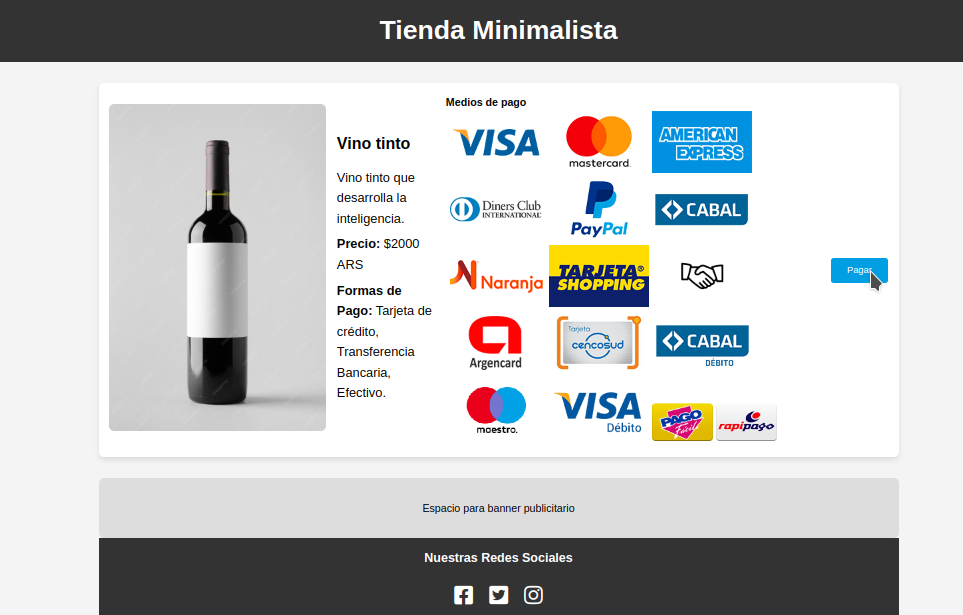 Tienda Minimalista
Medios de pago
Vino tinto
Vino tinto que
desarrolla la
inteligencia.
Precio: $2000
ARS
Formas de
Pago: Tarjeta de
crédito,
Transferencia
Bancaria,
Efectivo.
VISA
mastercard.
AMERICAN
EXPRESS
Diners Club
INTERNATIONAL
PayPal
CABAL
Naranja
TARJETA®
SHOPPING
Pagar
Argencard
Tarjeta
cencosud
CABAL
DÉBITO
maestro.
VISA
Débito
PAGO
Fácil
rapipago
Espacio para banner publicitario
Nuestras Redes Sociales